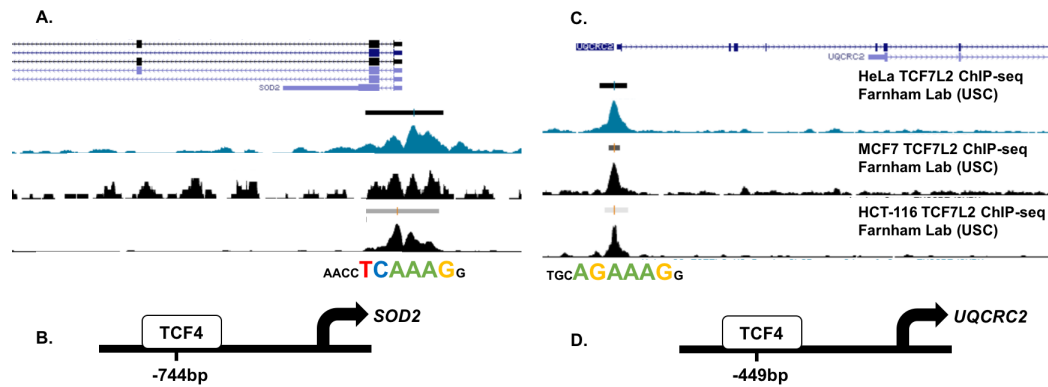 A.
SOD2
AACCTCAAAGG
B.
TCF4
SOD2
-744bp
C.
UQCRC2
UQCRC2
HeLa TCF7L2 ChIP-seq
Farnham Lab (USC)
MCF7 TCF7L2 ChIP-seq
Farnham Lab (USC)
HCT-116 TCF7L2 ChIP-seq
Farnham Lab (USC)
TGCAGAAAGG
D.
TCF4
UQCRC2
-449bp